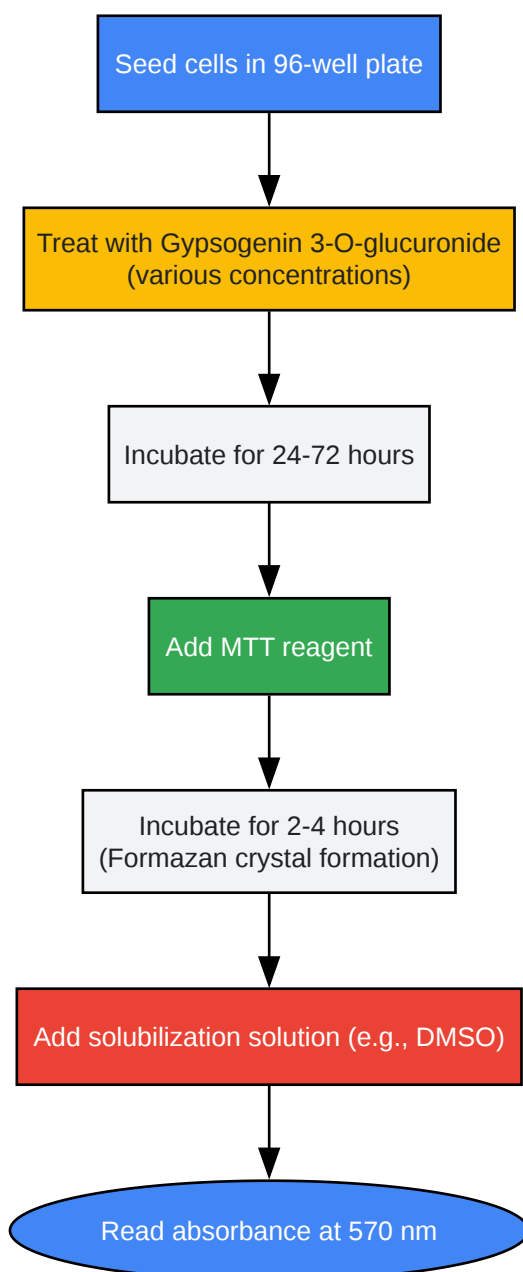 Seed cells in 96-well plate
Treat with Gypsogenin 3-O-glucuronide
(various concentrations)
Incubate for 24-72 hours
Add MTT reagent
Incubate for 2-4 hours
(Formazan crystal formation)
Add solubilization solution (e.g., DMSO)
Read absorbance at 570 nm